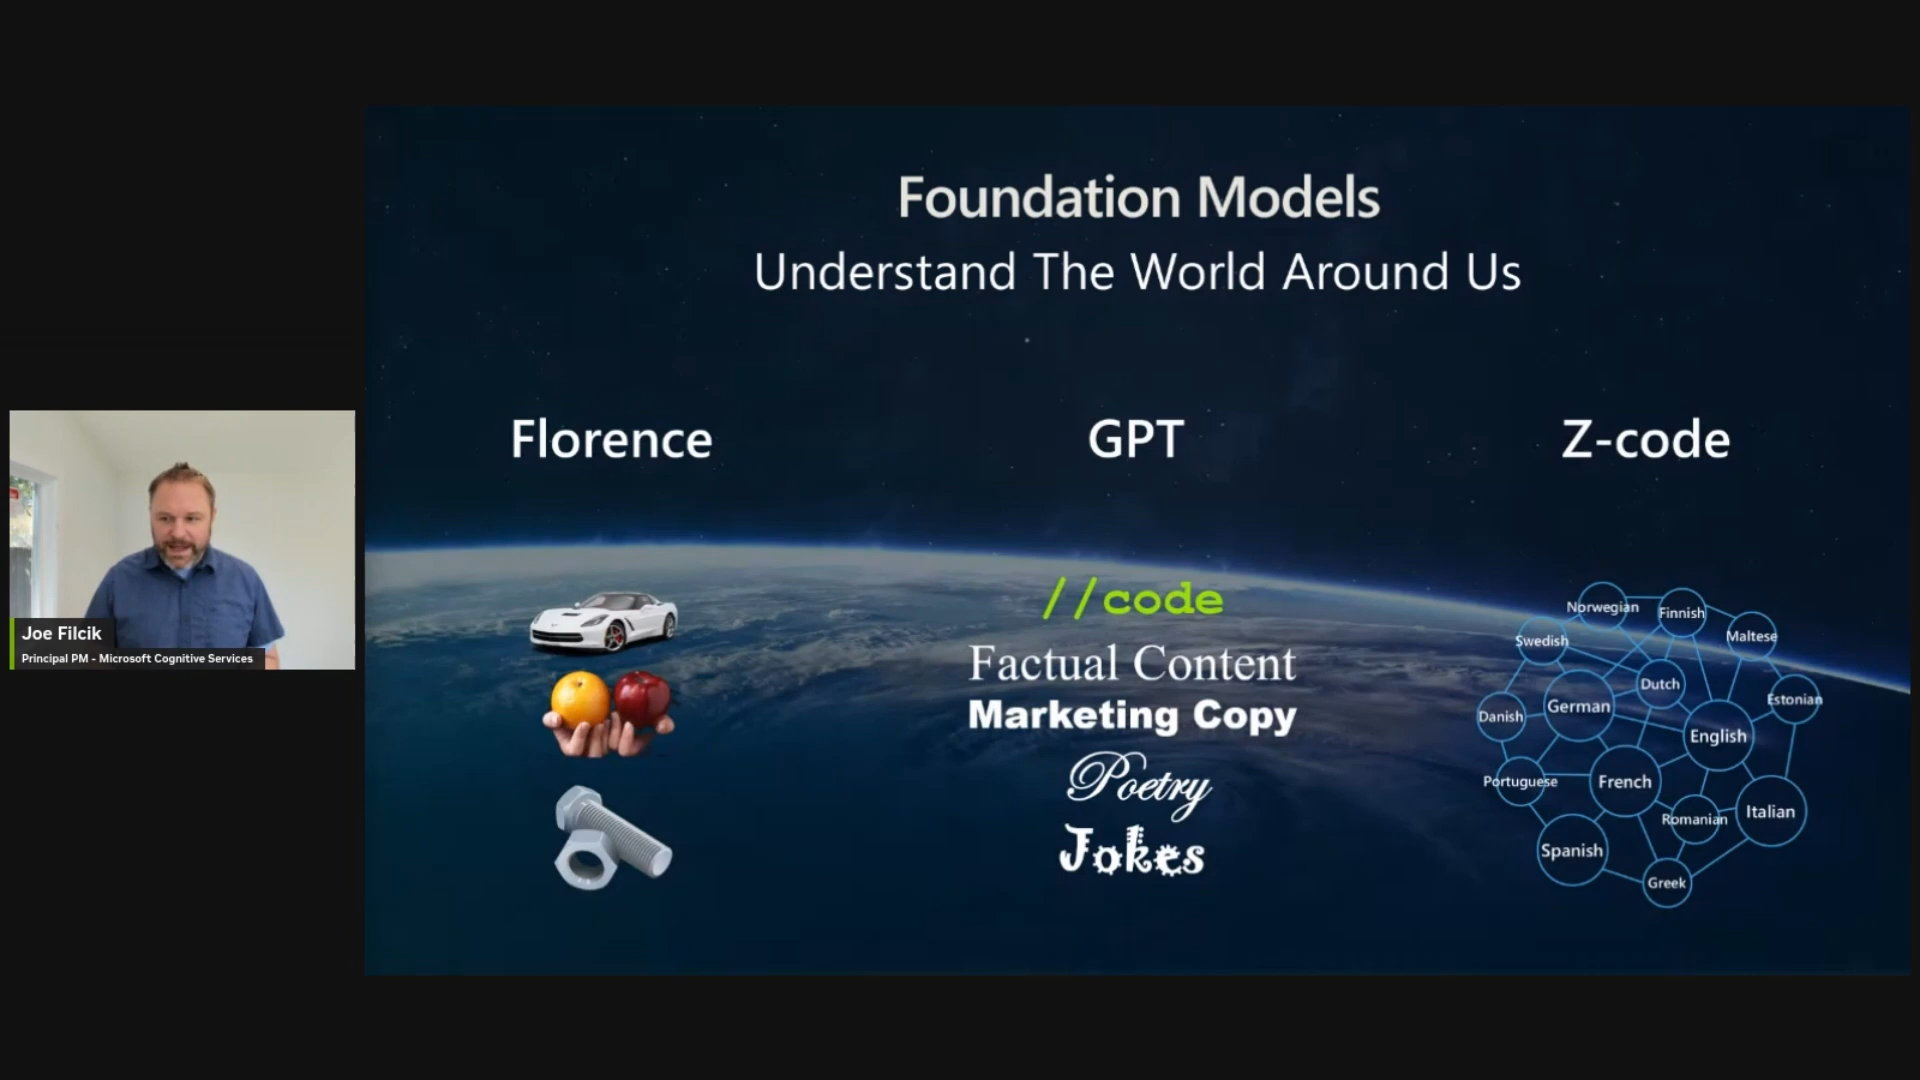 Foundation Models
Understand The World Around Us
Florence
GPT
Z-code
//code
Factual Content
Marketing Copy
Poetry
Jokes
Norwegian
Finnish
Maltese
Swedish
Dutch
Estonian
Danish
German
English
Portuguese
French
Romanian
Italian
Spanish
Greek
Joe Filcik
Principal PM - Microsoft Cognitive Services